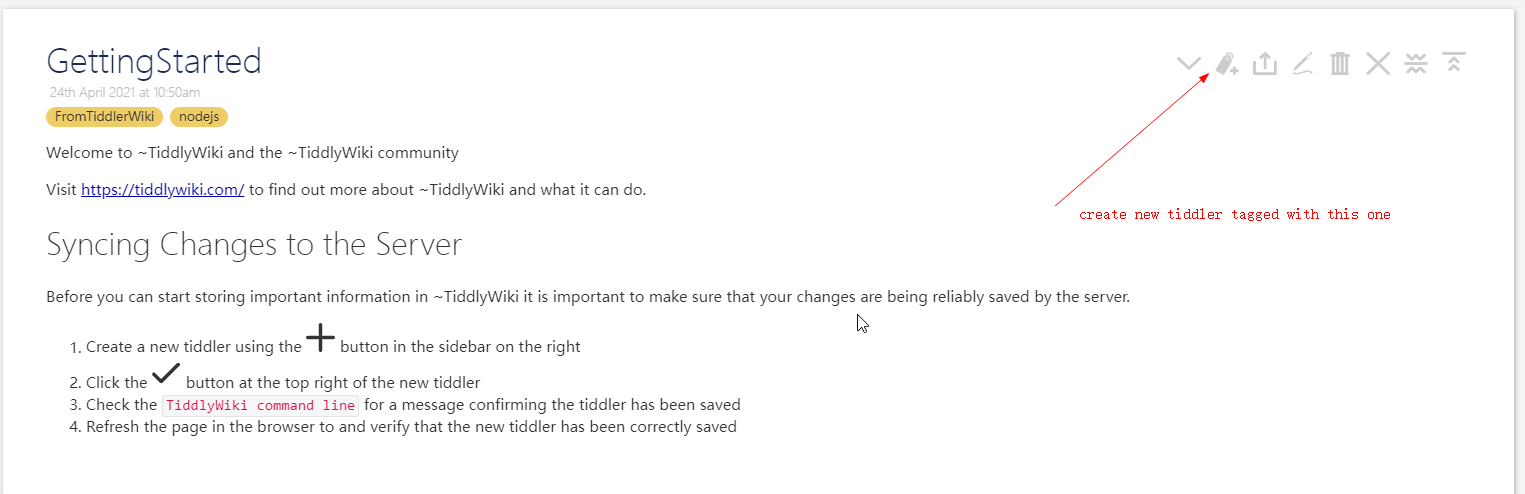 GettingStarted
24th April 2021 at 10:50am
FromTiddlerWiki nodejs
Welcome to ~TiddlyWiki and the ~TiddlyWiki community
Visit https://tiddlywiki.com/ to find out more about ~TiddlyWiki and what it can do.
create new tiddler tagged with this one
Syncing Changes to the Server
Before you can start storing important information in ~TiddlyWiki it is important to make sure that your changes are being reliably saved by the server.
1. Create a new tiddler using the button in the sidebar on the right
2. Click the button at the top right of the new tiddler
3. Check the TiddlyWiki command line for a message confirming the tiddler has been saved
4. Refresh the page in the browser to and verify that the new tiddler has been correctly saved